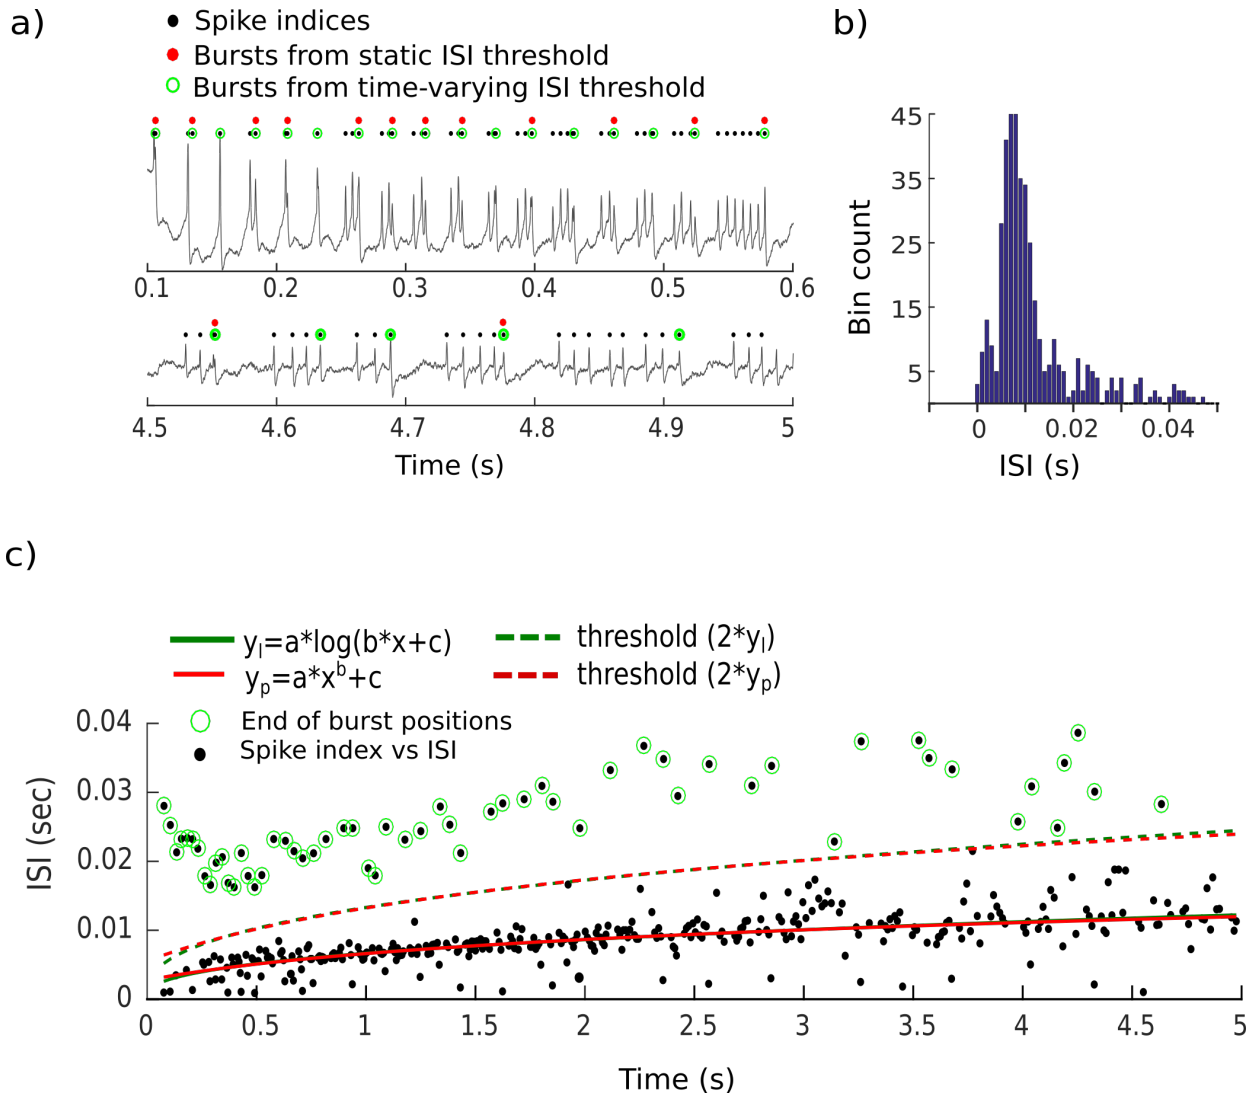 a)
Spike indices
Bursts from static ISI threshold
Bursts from time-varying ISI threshold
0.1 0.2 0.3 0.4 0.5 0.6
4.5 4.6 4.7 4.8 4.9 5
Time (s)
b)
45
35
25
15
5
Bin count
0 0.02 0.04
ISI (s)
c)
yl=a*log(b*x+c) threshold (2*yl)
yp=a*x^b+c threshold (2*yp)
End of burst positions
Spike index vs ISI
0.04
0.03
0.02
0.01
0
ISI (sec)
0 0.5 1 1.5 2 2.5 3 3.5 4 4.5 5
Time (s)